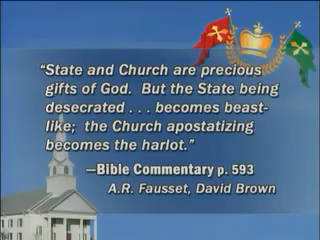 “State and Church are precious
gifts of God. But the State being
desecrated . . . becomes beast-
like; the Church apostatizing
becomes the harlot.”
—Bible Commentary p. 593
A.R. Fausset, David Brown